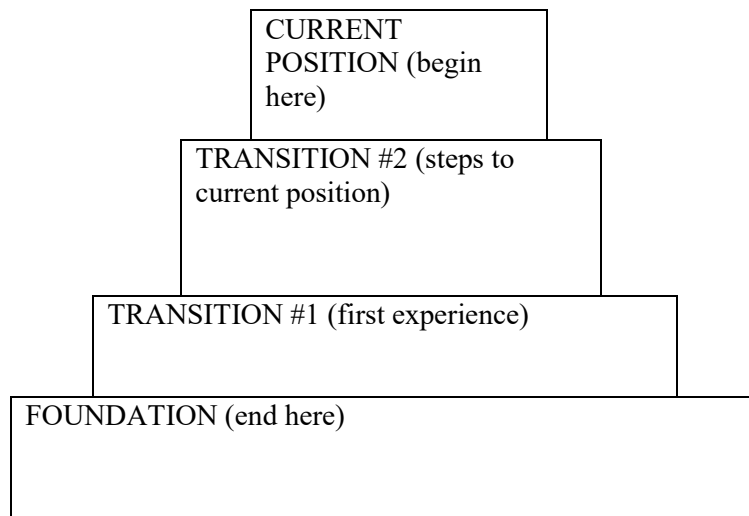 CURRENT
POSITION (begin
here)
TRANSITION #2 (steps to
current position)
TRANSITION #1 (first experience)
FOUNDATION (end here)